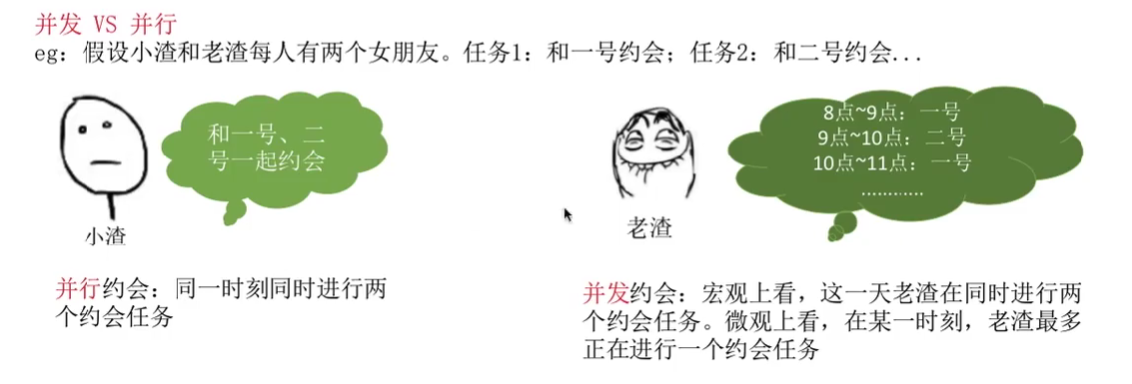 并发 VS 并行
eg：假设小渣和老渣每人有两个女朋友。任务1：和一号约会；任务2：和二号约会...
和一号、二
号一起约会
小渣
并行约会：同一时刻同时进行两
个约会任务
8点~9点：一号
9点~10点：二号
10点~11点：一号
............
老渣
并发约会：宏观上看，这一天老渣在同时进行两
个约会任务。微观上看，在某一时刻，老渣最多
正在进行一个约会任务